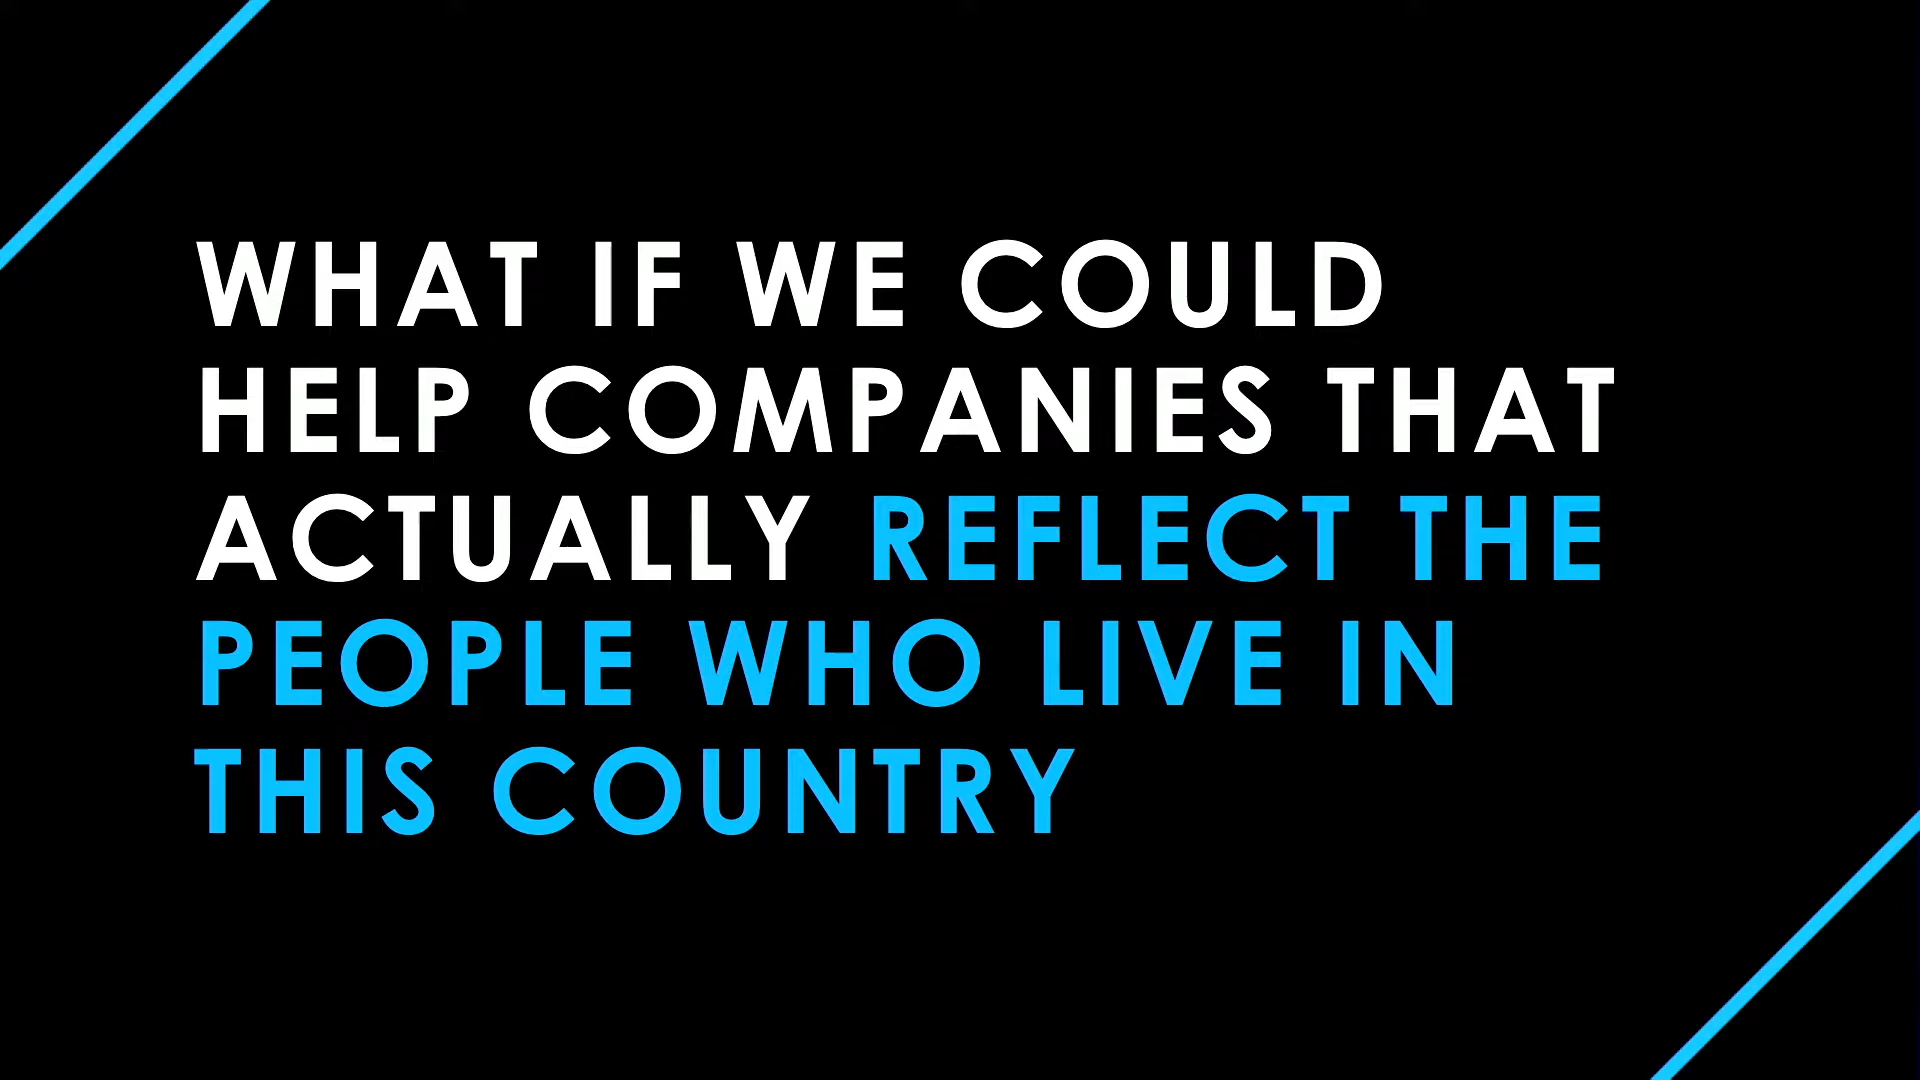 WHAT IF WE COULD
HELP COMPANIES THAT
ACTUALLY REFLECT THE
PEOPLE WHO LIVE IN
THIS COUNTRY